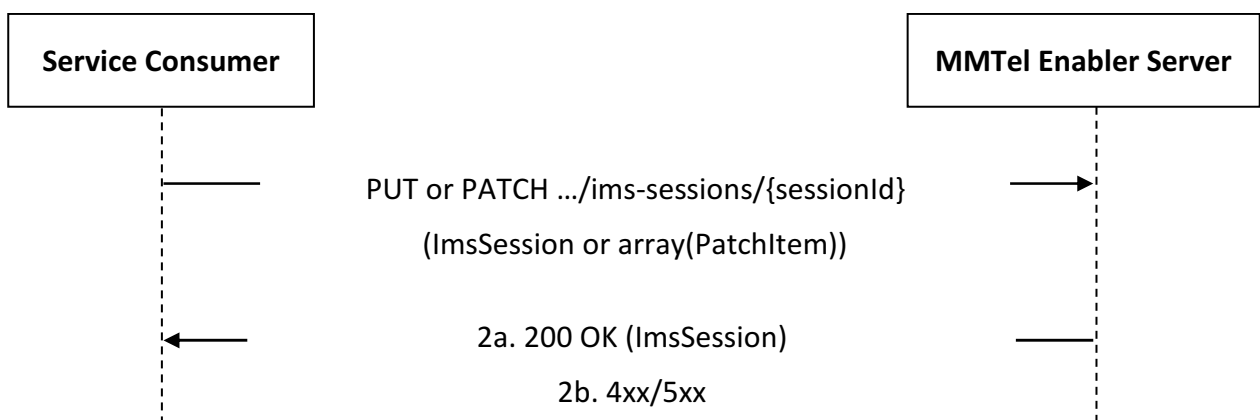 Service Consumer
MMTel Enabler Server
PUT or PATCH …/ims-sessions/{sessionId}
(ImsSession or array(PatchItem))
2a. 200 OK (ImsSession)
2b. 4xx/5xx